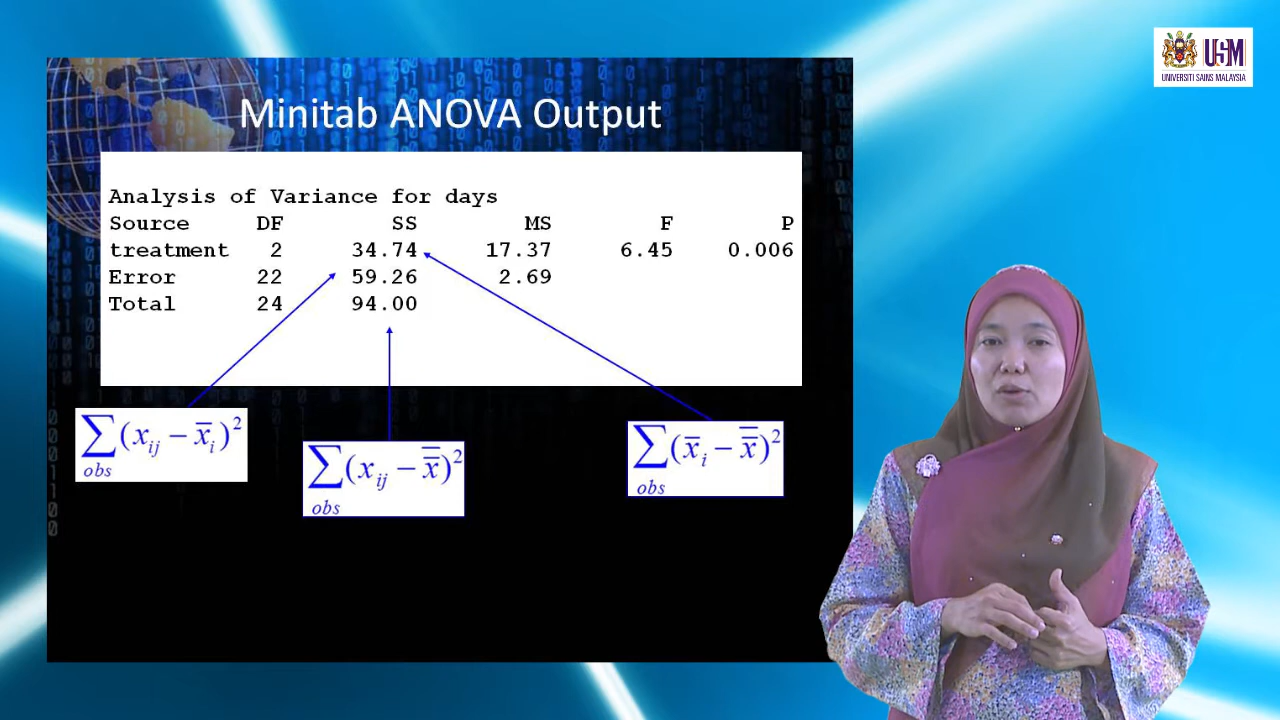 USM
UNIVERSITI SAINS MALAYSIA
Minitab ANOVA Output
Analysis of Variance for days
Source DF SS MS F P
treatment 2 34.74 17.37 6.45 0.006
Error 22 59.26 2.69
Total 24 94.00
∑(xᵢⱼ − x̅ᵢ)²
obs
∑(xᵢⱼ − x̿)²
obs
∑(x̅ᵢ − x̿)²
obs